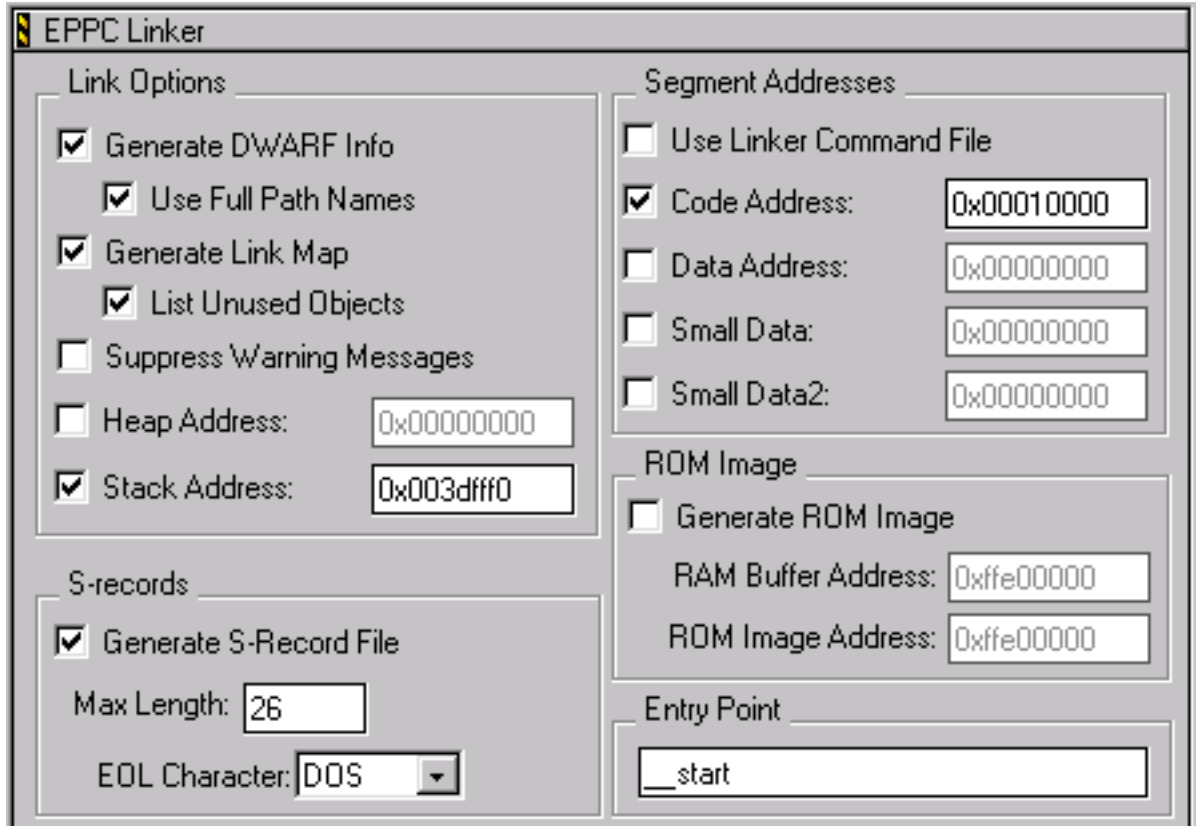 EPPC Linker
Link Options
Generate DWARF Info
Use Full Path Names
Generate Link Map
List Unused Objects
Suppress Warning Messages
Heap Address: 0x00000000
Stack Address: 0x003dfff0
S-records
Generate S-Record File
Max Length: 26
EOL Character: DOS
Segment Addresses
Use Linker Command File
Code Address: 0x00010000
Data Address: 0x00000000
Small Data: 0x00000000
Small Data2: 0x00000000
ROM Image
Generate ROM Image
RAM Buffer Address: 0xffe00000
ROM Image Address: 0xffe00000
Entry Point
__start